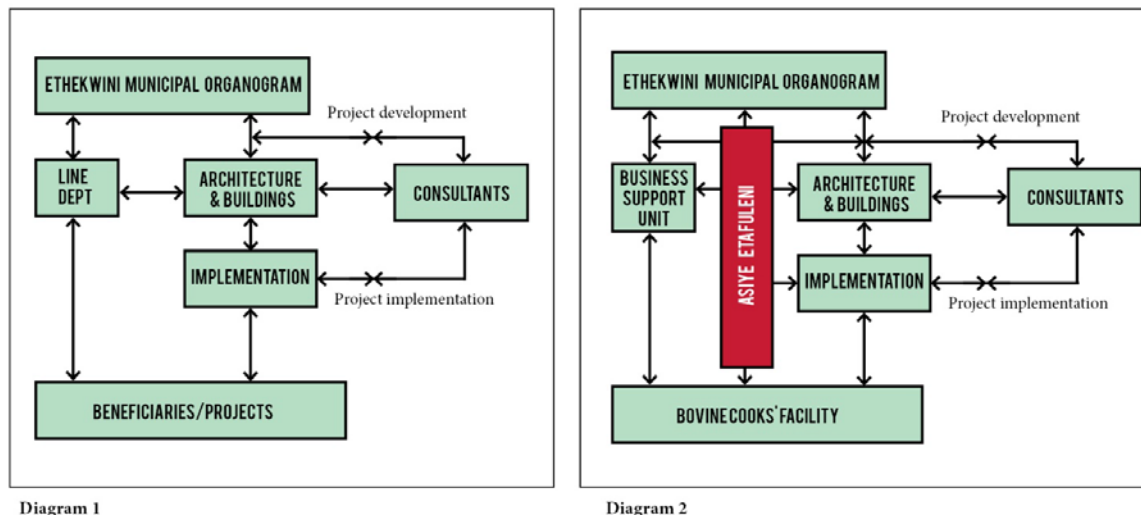 ETHEKWINI MUNICIPAL ORGANOGRAM
Project development
LINE
DEPT
ARCHITECTURE
& BUILDINGS
CONSULTANTS
IMPLEMENTATION
Project implementation
BENEFICIARIES/PROJECTS
Diagram 1
ETHEKWINI MUNICIPAL ORGANOGRAM
Project development
BUSINESS
SUPPORT
UNIT
ASIYE ETAFULENI
ARCHITECTURE
& BUILDINGS
CONSULTANTS
IMPLEMENTATION
Project implementation
BOVINE COOKS' FACILITY
Diagram 2